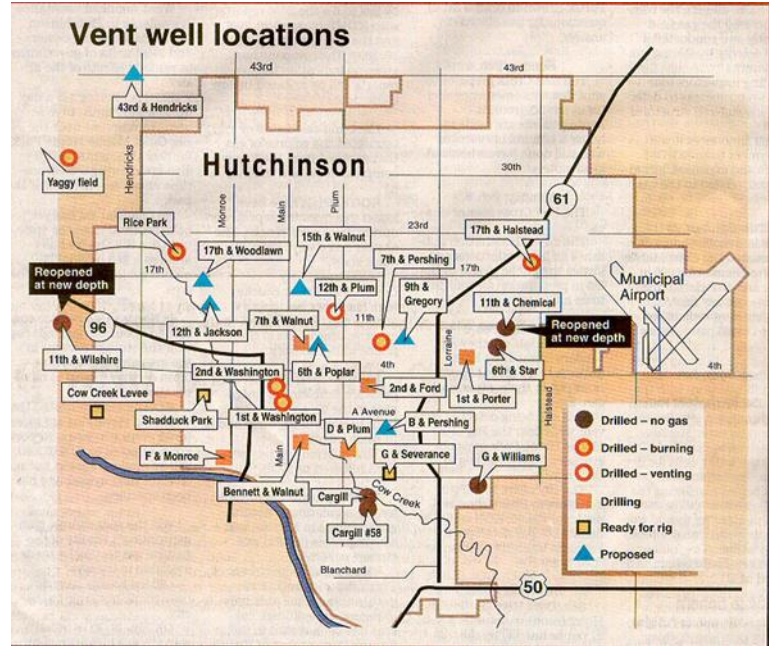 Vent well locations
43rd
43rd
43rd & Hendricks
Hendricks
Hutchinson
30th
Yaggy field
61
Monroe
Main
Plum
Rice Park
23rd
17th & Halstead
17th & Woodlawn
15th & Walnut
7th & Pershing
17th
17th
Reopened
at new depth
12th & Plum
9th &
Gregory
Municipal
Airport
11th & Chemical
96
12th & Jackson
7th & Walnut
11th
Reopened
at new depth
11th & Wilshire
Lorraine
2nd & Washington
6th & Poplar
4th
6th & Star
4th
Cow Creek Levee
2nd & Ford
1st & Porter
Shadduck Park
1st & Washington
A Avenue
B & Pershing
Halstead
D & Plum
F & Monroe
Main
G & Severance
G & Williams
Bennett & Walnut
Cargill
Cow Creek
Cargill #58
Blanchard
50
Drilled – no gas
Drilled – burning
Drilled – venting
Drilling
Ready for rig
Proposed